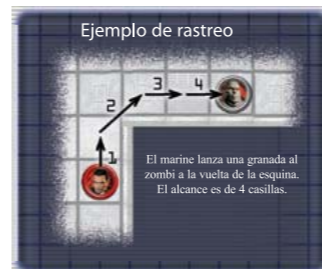 Ejemplo de rastreo
3 4
2
1
El marine lanza una granada al
zombi a la vuelta de la esquina.
El alcance es de 4 casillas.